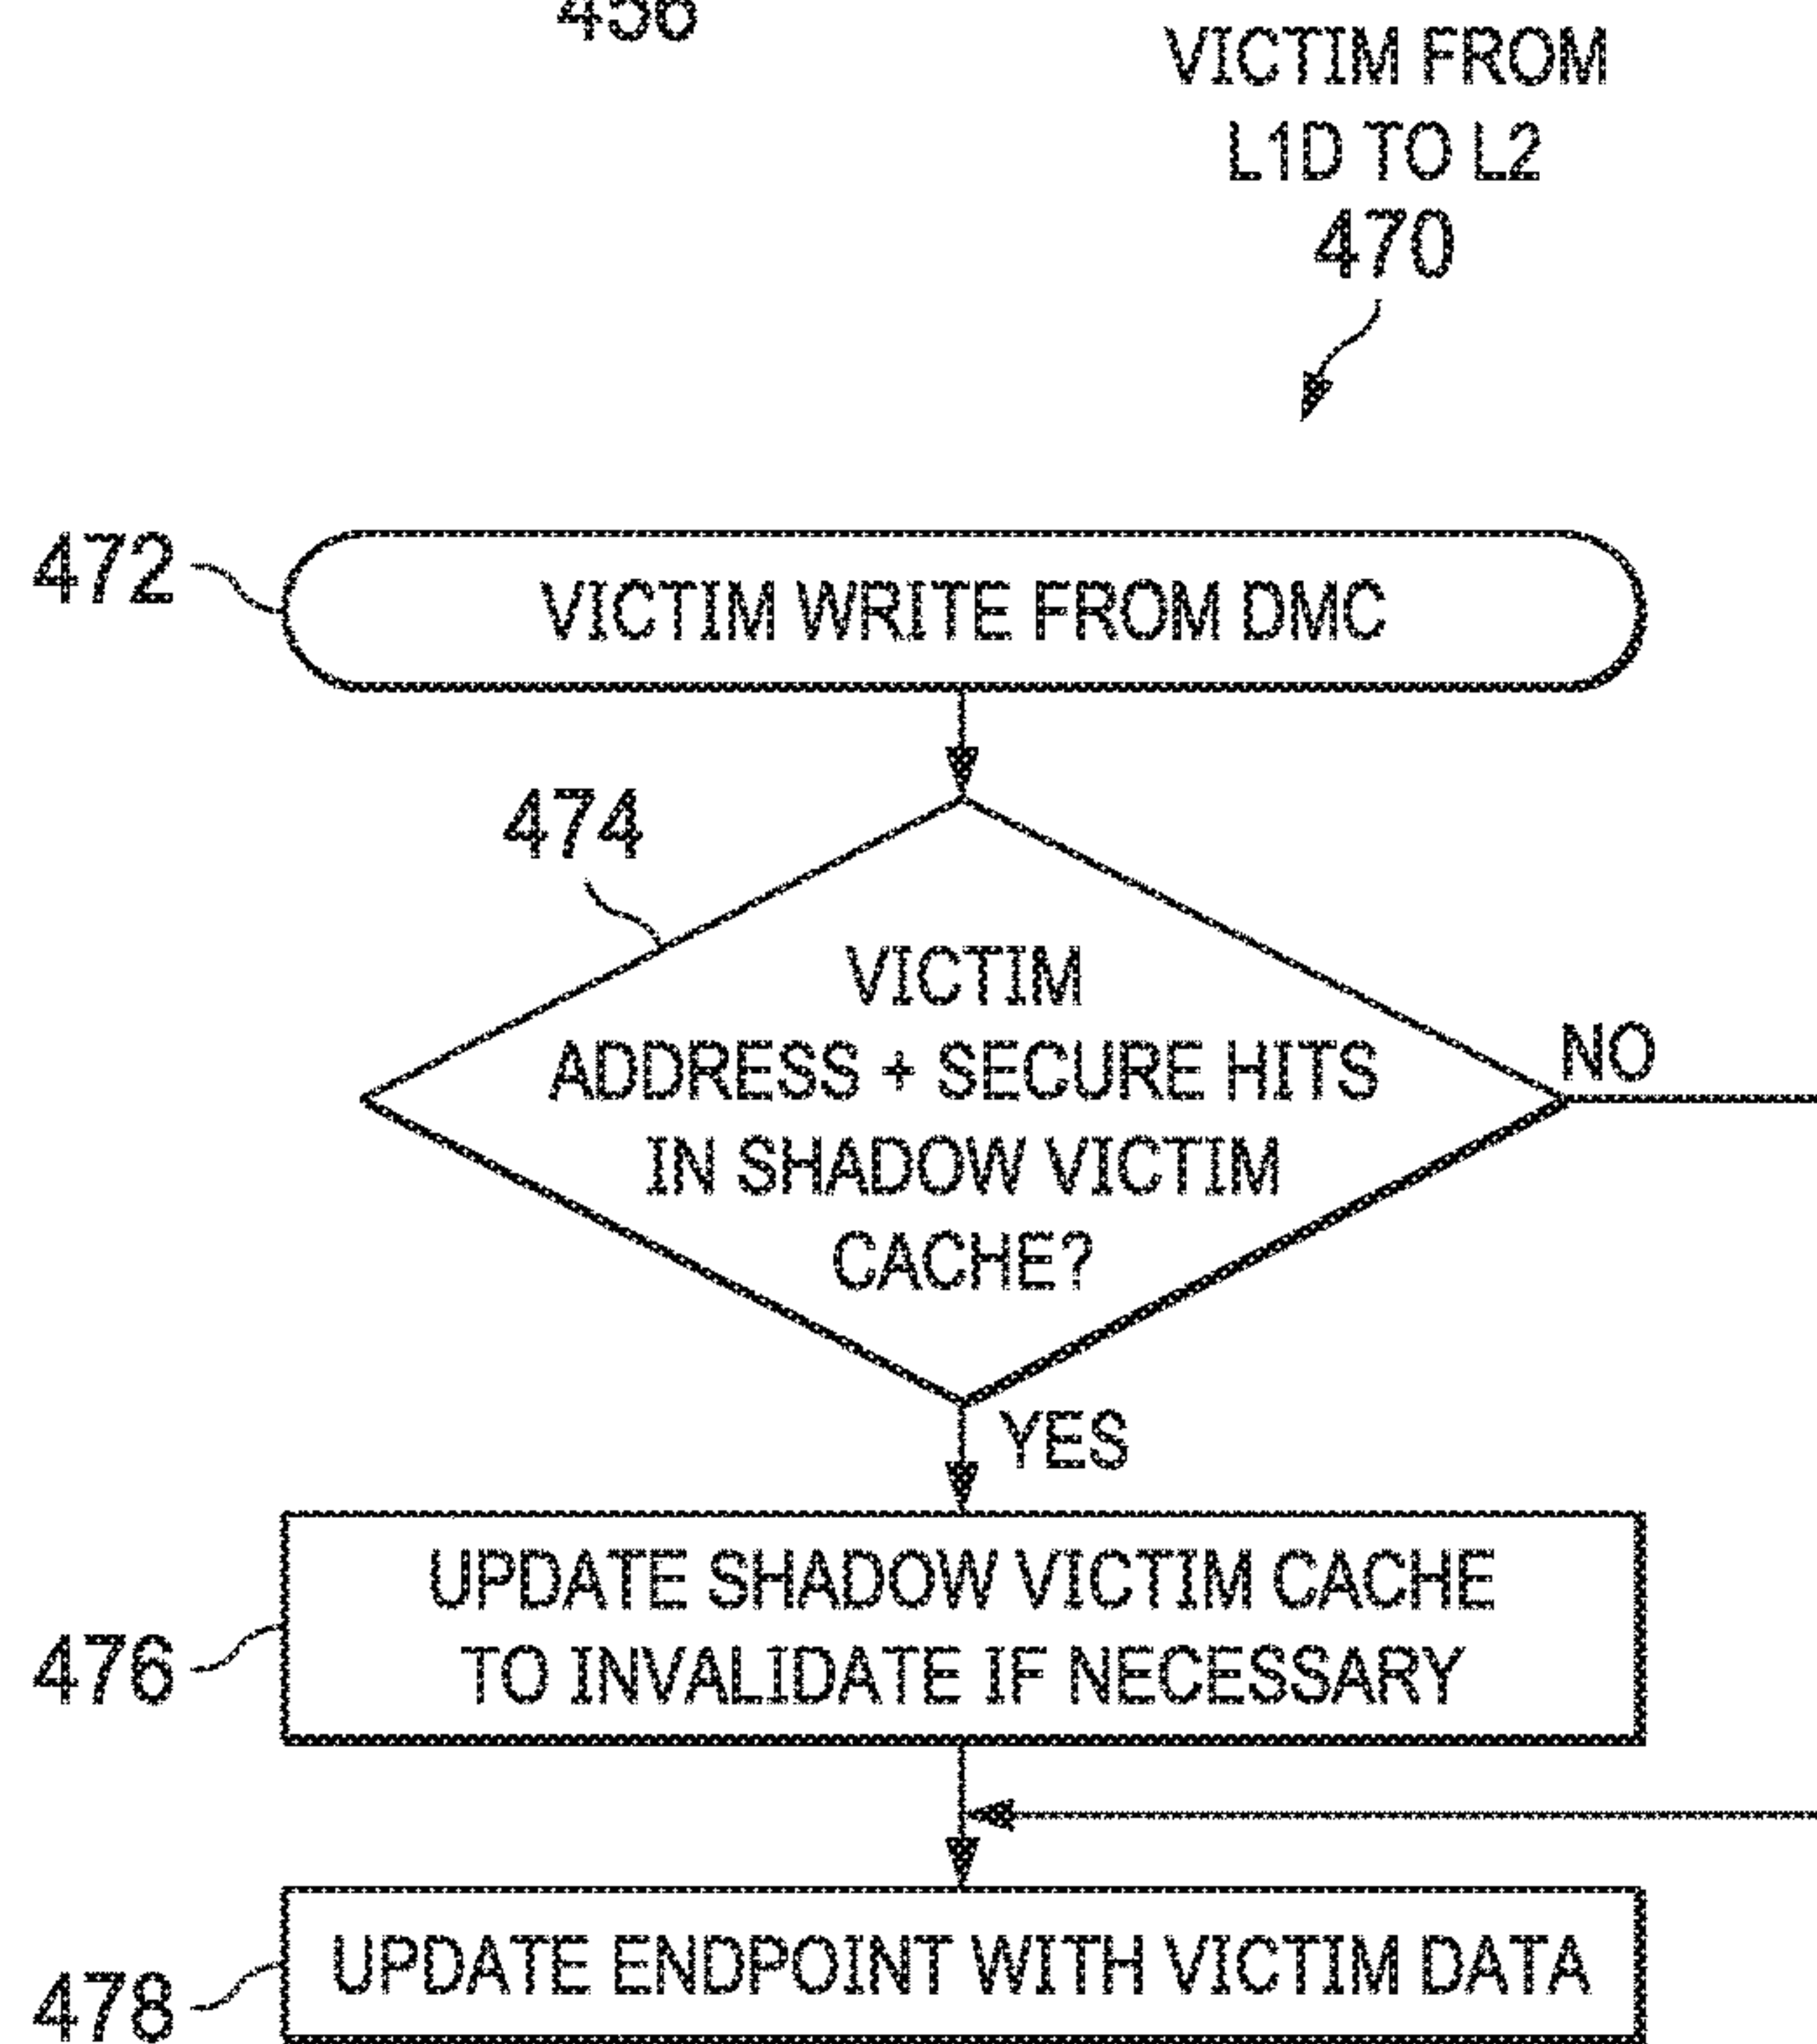 456
VICTIM FROM
L1D TO L2
470
472
VICTIM WRITE FROM DMC
474
VICTIM
ADDRESS + SECURE HITS
IN SHADOW VICTIM
CACHE?
NO
YES
UPDATE SHADOW VICTIM CACHE
TO INVALIDATE IF NECESSARY
476
UPDATE ENDPOINT WITH VICTIM DATA
478